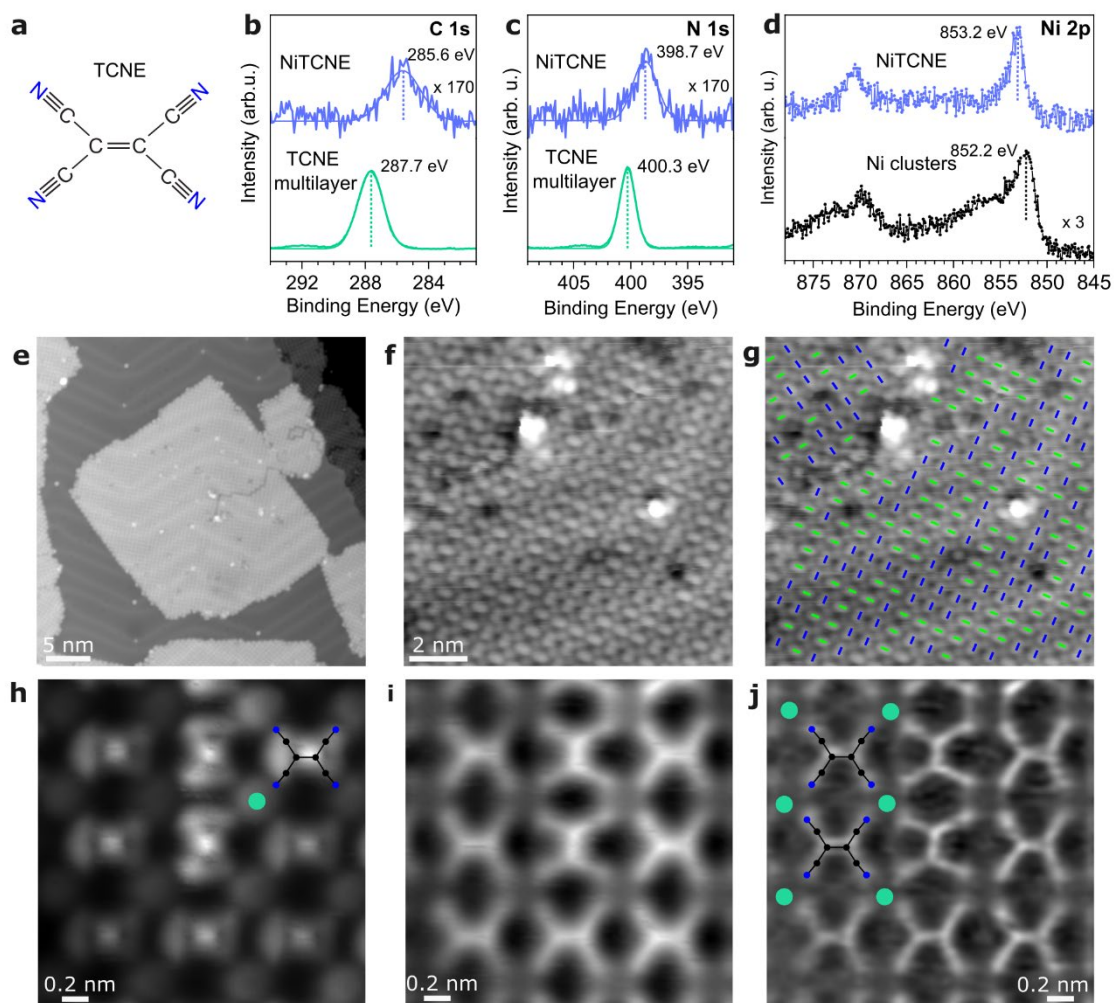 a
TCNE
N
N
C
C
C
C
C
C
N
N
b
C 1s
NiTCNE
285.6 eV
x 170
TCNE
multilayer
287.7 eV
Intensity (arb.u.)
292
288
284
Binding Energy (eV)
c
N 1s
NiTCNE
398.7 eV
x 170
TCNE
multilayer
400.3 eV
Intensity (arb. u.)
405
400
395
Binding Energy (eV)
d
Ni 2p
853.2 eV
NiTCNE
852.2 eV
Ni clusters
x 3
Intensity (arb. u.)
875
870
865
860
855
850
845
Binding Energy (eV)
e
5 nm
f
2 nm
g
h
0.2 nm
i
0.2 nm
j
0.2 nm